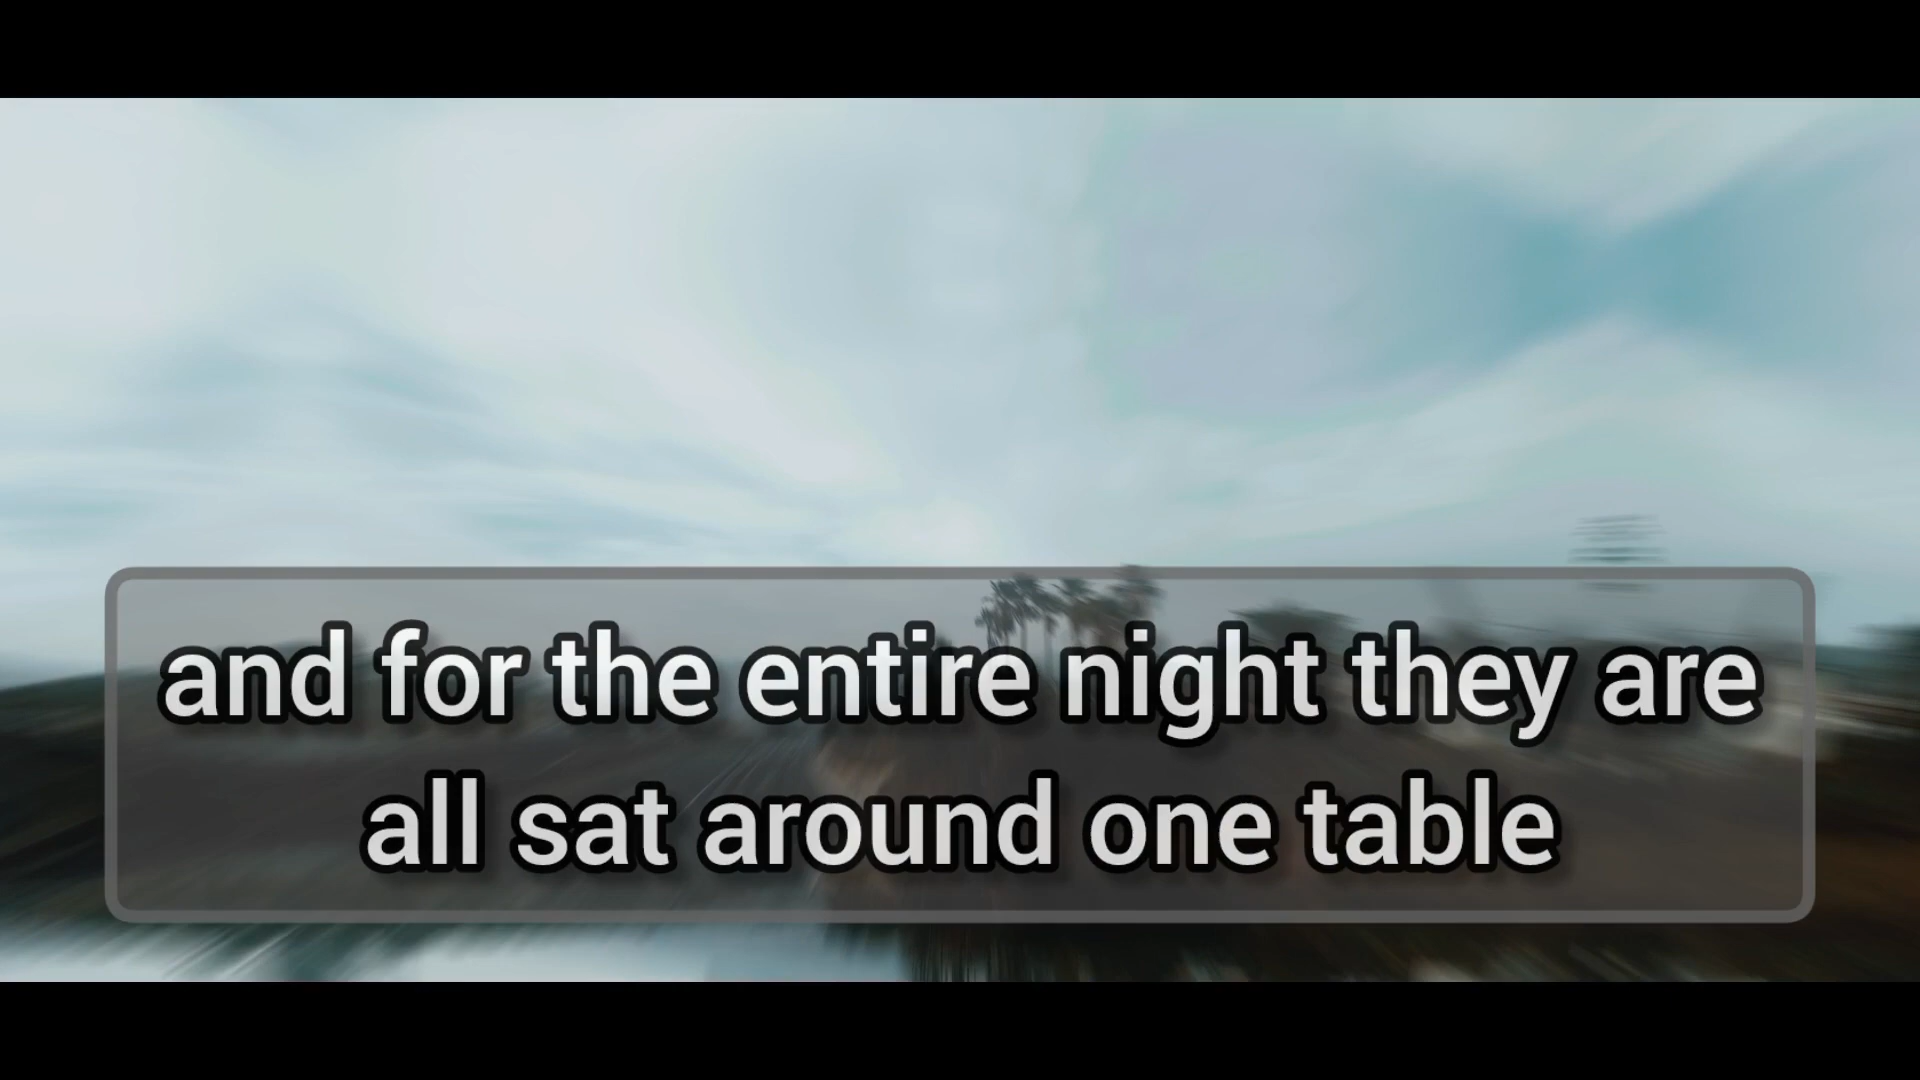 and for the entire night they are
all sat around one table